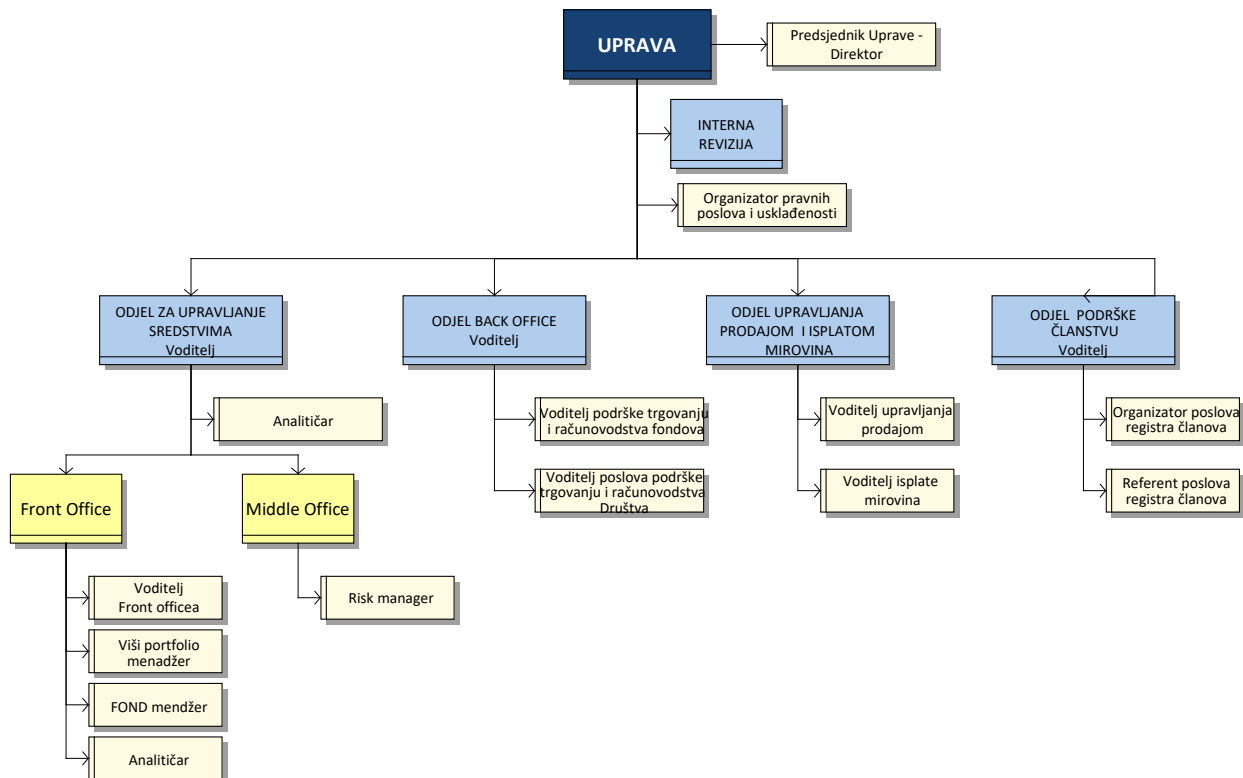 UPRAVA
Predsjednik Uprave -
Direktor
INTERNA
REVIZIJA
Organizator pravnih
poslova i usklađenosti
ODJEL ZA UPRAVLJANJE
SREDSTVIMA
Voditelj
ODJEL BACK OFFICE
Voditelj
ODJEL UPRAVLJANJA
PRODAJOM I ISPLATOM
MIROVINA
ODJEL PODRŠKE
ČLANSTVU
Voditelj
Analitičar
Voditelj podrške trgovanju
i računovodstva fondova
Voditelj upravljanja
prodajom
Organizator poslova
registra članova
Front Office
Middle Office
Voditelj poslova podrške
trgovanju i računovodstva
Društva
Voditelj isplate
mirovina
Referent poslova
registra članova
Voditelj
Front officea
Risk manager
Viši portfolio
menadžer
FOND mendžer
Analitičar